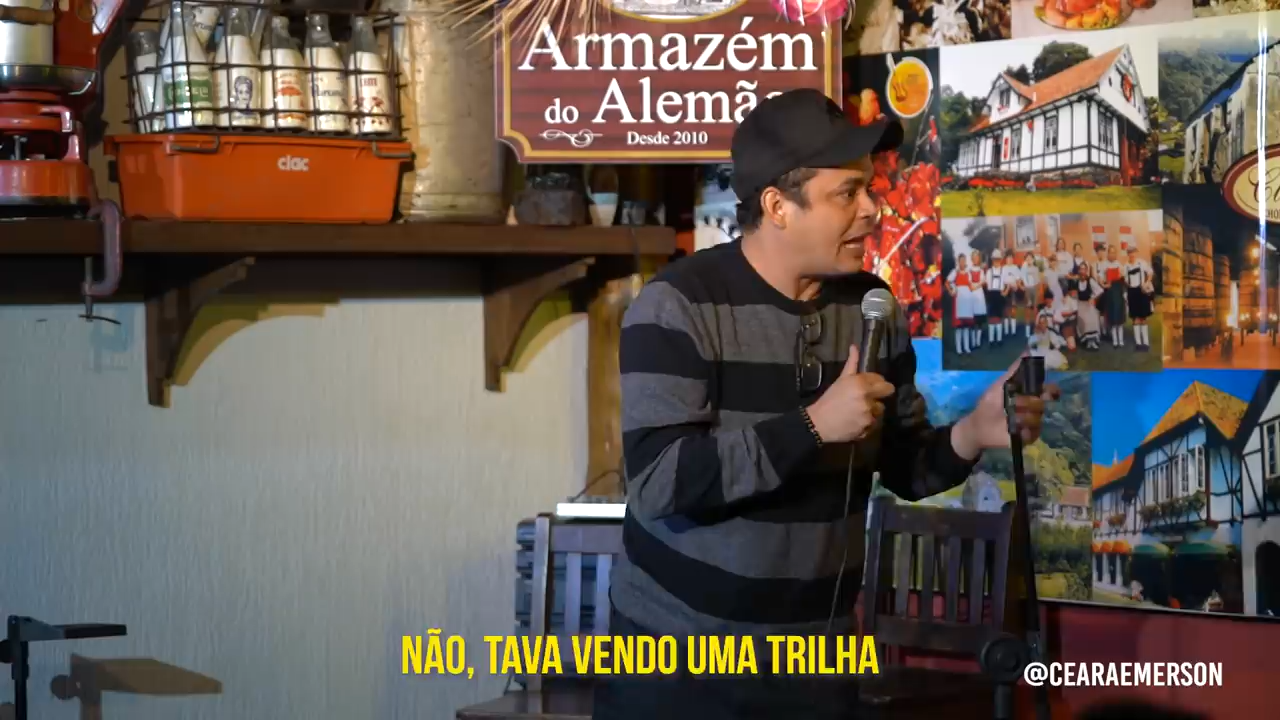 Armazém
do Alemã
Desde 2010
clac
NÃO, TAVA VENDO UMA TRILHA
@CEARAEMERSON